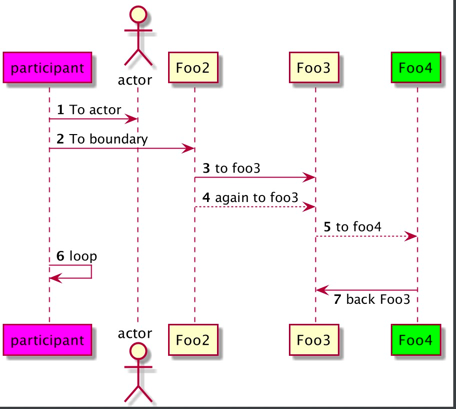 participant
actor
Foo2
Foo3
Foo4
1 To actor
2 To boundary
3 to foo3
4 again to foo3
5 to foo4
6 loop
7 back Foo3
participant
actor
Foo2
Foo3
Foo4